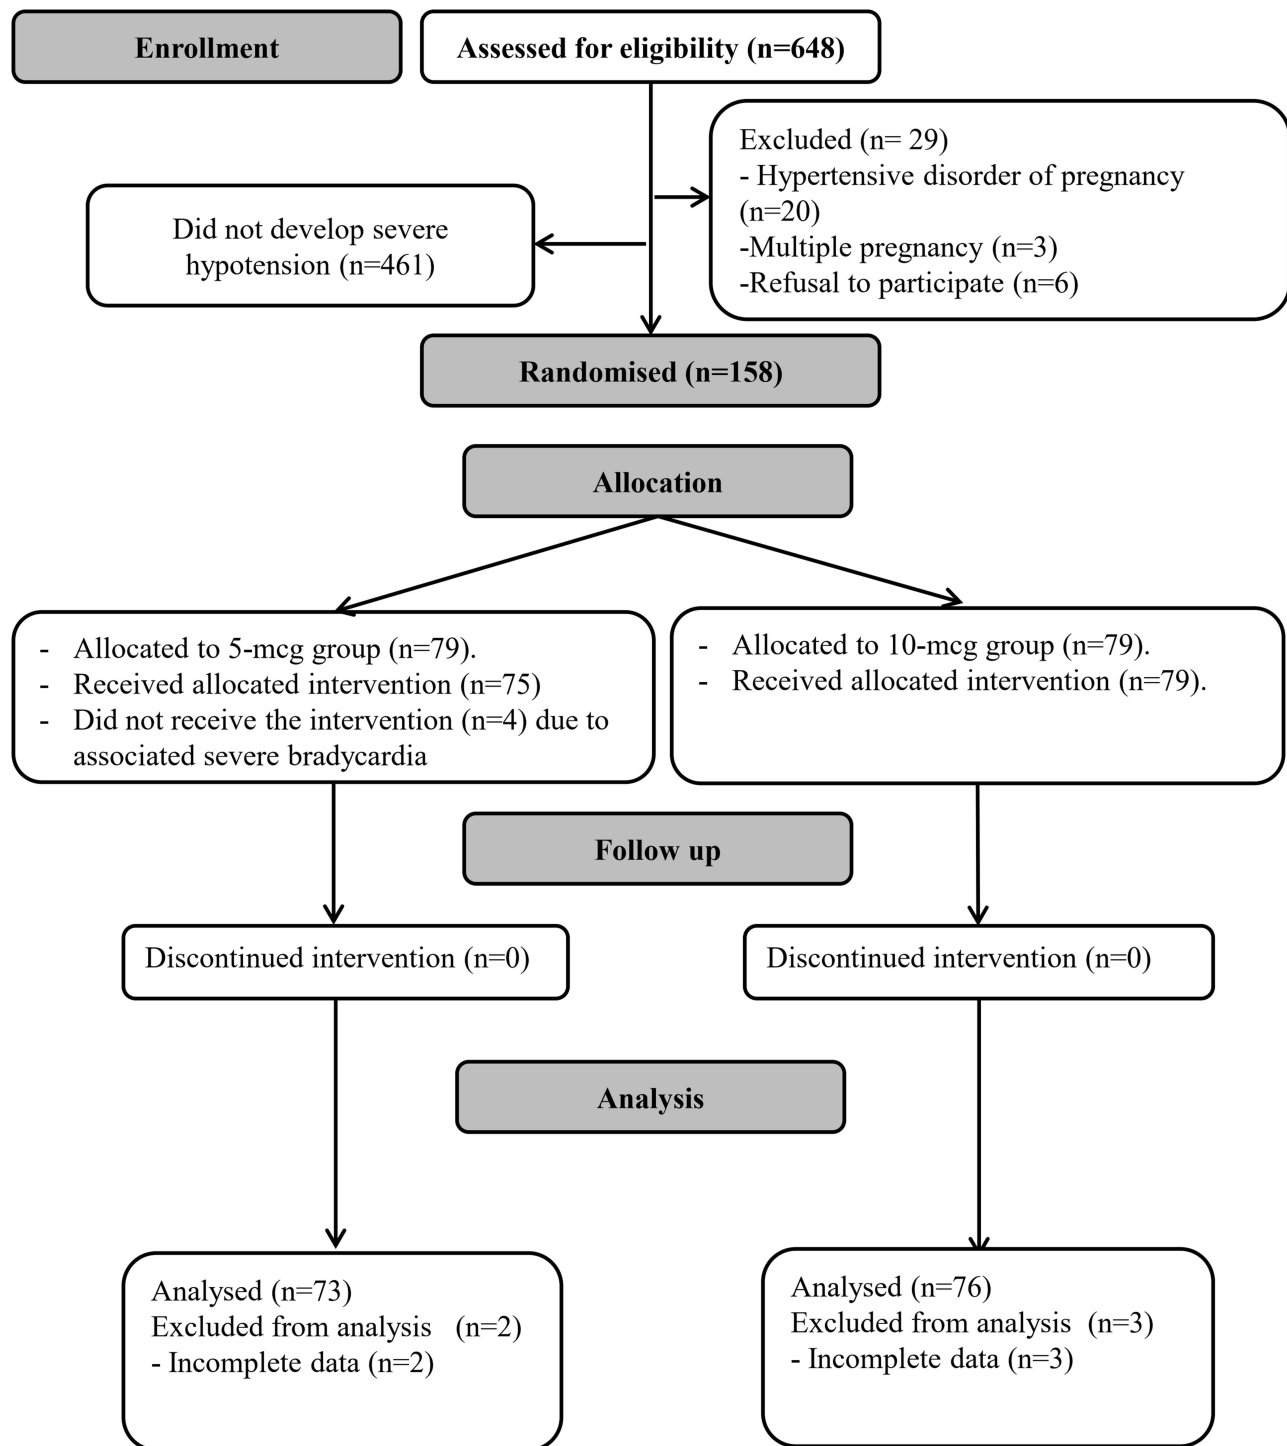 Enrollment
Assessed for eligibility (n=648)
Excluded (n= 29)
- Hypertensive disorder of pregnancy
(n=20)
-Multiple pregnancy (n=3)
-Refusal to participate (n=6)
Did not develop severe
hypotension (n=461)
Randomised (n=158)
Allocation
- Allocated to 5-mcg group (n=79).
- Received allocated intervention (n=75)
- Did not receive the intervention (n=4) due to
associated severe bradycardia
- Allocated to 10-mcg group (n=79).
- Received allocated intervention (n=79).
Follow up
Discontinued intervention (n=0)
Discontinued intervention (n=0)
Analysis
Analysed (n=73)
Excluded from analysis (n=2)
- Incomplete data (n=2)
Analysed (n=76)
Excluded from analysis (n=3)
- Incomplete data (n=3)